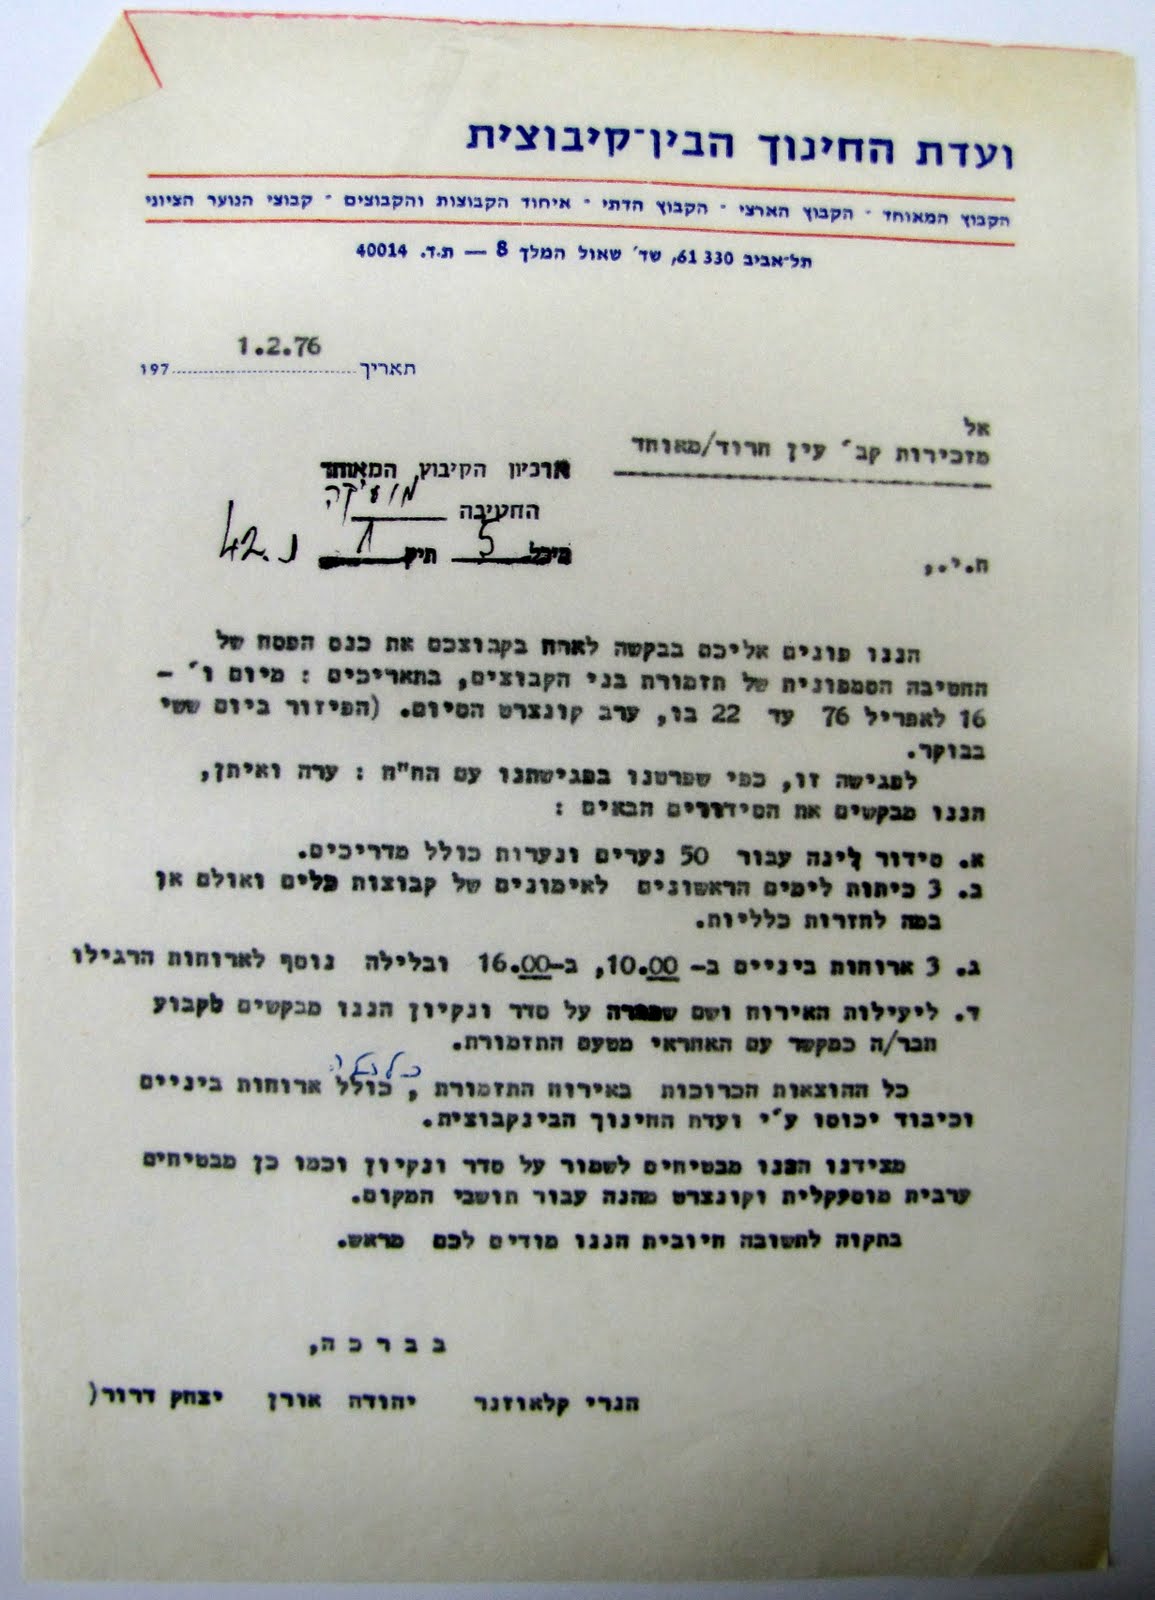 ועדת החינוך הבין־קיבוצית
הקבוץ המאוחד - הקבוץ הארצי - הקבוץ הדתי - איחוד הקבוצות והקבוצים - קבוצי הנוער הציוני
תל־אביב 61 330, שד׳ שאול המלך 8 — ת.ד. 40014
1.2.76
תאריך ................ 197
אל
מזכירות קב׳ עין חרוד/מאוחד
ארכיון הקיבוץ המאוחד
החטיבה מוזיקה
מיכל 5 תיק 1 נ. 42
ח.י.,
הננו פונים אליכם בבקשה לארח בקבוצכם את כנס הפסח של
החטיבה הסמפונית של תזמורת בני הקבוצים, בתאריכים : מיום ו׳ -
16 לאפריל 76 עד 22 בו, ערב קונצרט הסיום. (הפיזור ביום ששי
בבוקר.
לפגישה זו, כפי שפרטנו בפגישתנו עם הח"ח : ערה ואיתן,
הננו מבקשים את הסידורים הבאים :
א. סידור לינה עבור 50 נערים ונערות כולל מדריכים.
ב. 3 כיתות לימים הראשונים לאימונים של קבוצות כלים ואולם או
במה לחזרות כלליות.
ג. 3 ארוחות ביניים ב- 10.00, ב-16.00 ובלילה נוסף לארוחות הרגילו
ד. ליעילות האירוח ושם שמירה על סדר ונקיון הננו מבקשים לקבוע
חבר/ה כמקשר עם האחראי מטעם התזמורת.
כל ההוצאות הכרוכות באירוח התזמורת , כולל ארוחות ביניים
וכיבוד יכוסו ע״י ועדת החינוך הבינקבוצית.
מצידנו הננו מבטיחים לשמור על סדר ונקיון וכמו כן מבטיחים
ערבית מוסיקלית וקונצרט מהנה עבור תושבי המקום.
בתקוה לתשובה חיובית הננו מודים לכם מראש.
ב ב ר כ ה,
הנרי קלאוזנר יהודה אורן יצחק דרור(